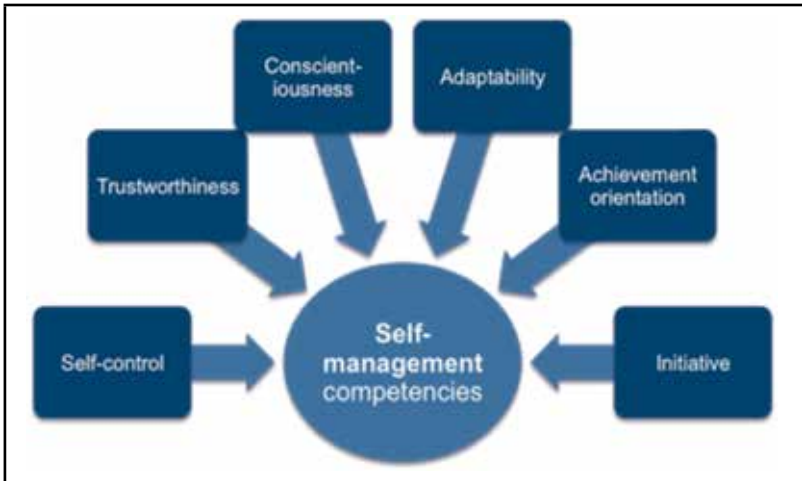 Conscient-
iousness
Adaptability
Trustworthiness
Achievement
orientation
Self-control
Self-
management
competencies
Initiative